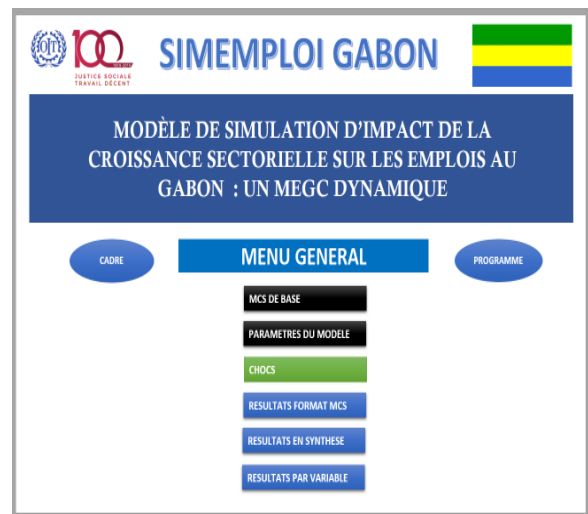 SIMEMPLOI GABON
JUSTICE SOCIALE
TRAVAIL DÉCENT
MODÈLE DE SIMULATION D'IMPACT DE LA
CROISSANCE SECTORIELLE SUR LES EMPLOIS AU
GABON : UN MEGC DYNAMIQUE
CADRE
MENU GENERAL
PROGRAMME
MCS DE BASE
PARAMETRES DU MODELE
CHOCS
RESULTATS FORMAT MCS
RESULTATS EN SYNTHESE
RESULTATS PAR VARIABLE